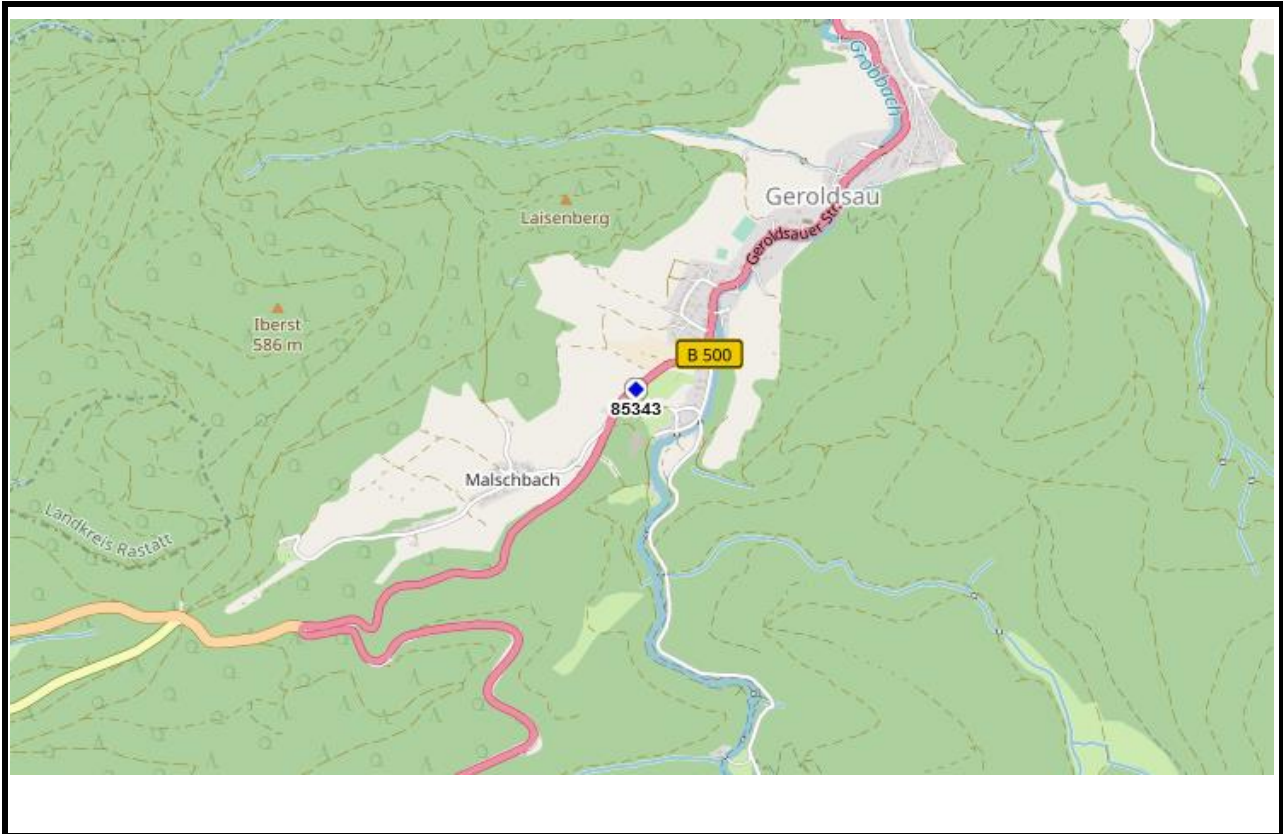 Grobbach
Geroldsau
Laisenberg
Geroldsauer Str.
Iberst
586 m
B 500
85343
Malschbach
Landkreis Rastatt